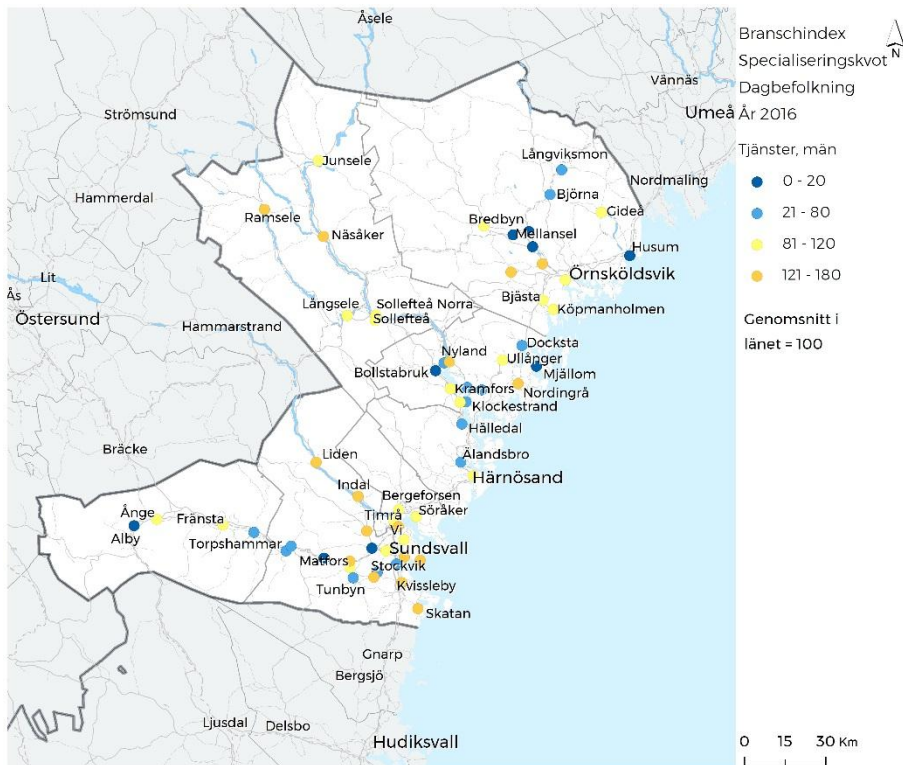 Åsele
Branschindex
Specialiseringskvot
N
Dagbefolkning
År 2016
Vännäs
Umeå
Strömsund
Tjänster, män
0 - 20
21 - 80
81 - 120
121 - 180
Genomsnitt i
länet = 100
Junsele
Långviksmon
Nordmaling
Björna
Hammerdal
Gideå
Ramsele
Bredbyn
Näsåker
Mellansel
Husum
Lit
Örnsköldsvik
Ås
Långsele
Sollefteå Norra
Sollefteå
Bjästa
Köpmanholmen
Östersund
Hammarstrand
Docksta
Nyland
Ullånger
Bollstabruk
Mjällom
Kramfors
Nordingrå
Klockestrand
Hälledal
Bräcke
Liden
Älandsbro
Härnösand
Indal
Bergeforsen
Ånge
Fränsta
Timrå
Söråker
Vi
Alby
Torpshammar
Sundsvall
Matfors
Stockvik
Tunbyn
Kvissleby
Skatan
Gnarp
Bergsjö
Ljusdal
Delsbo
Hudiksvall
0 15 30 Km